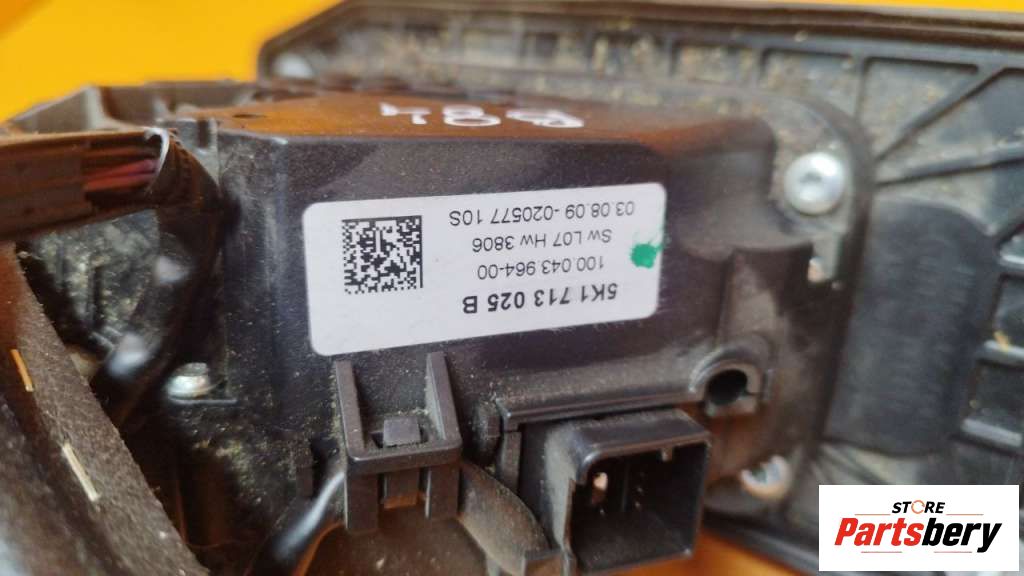 5K1 713 025 B
100.043.964-00
Sw L07 Hw 3806
03.08.09 -020577 10S
STORE
Partsbery